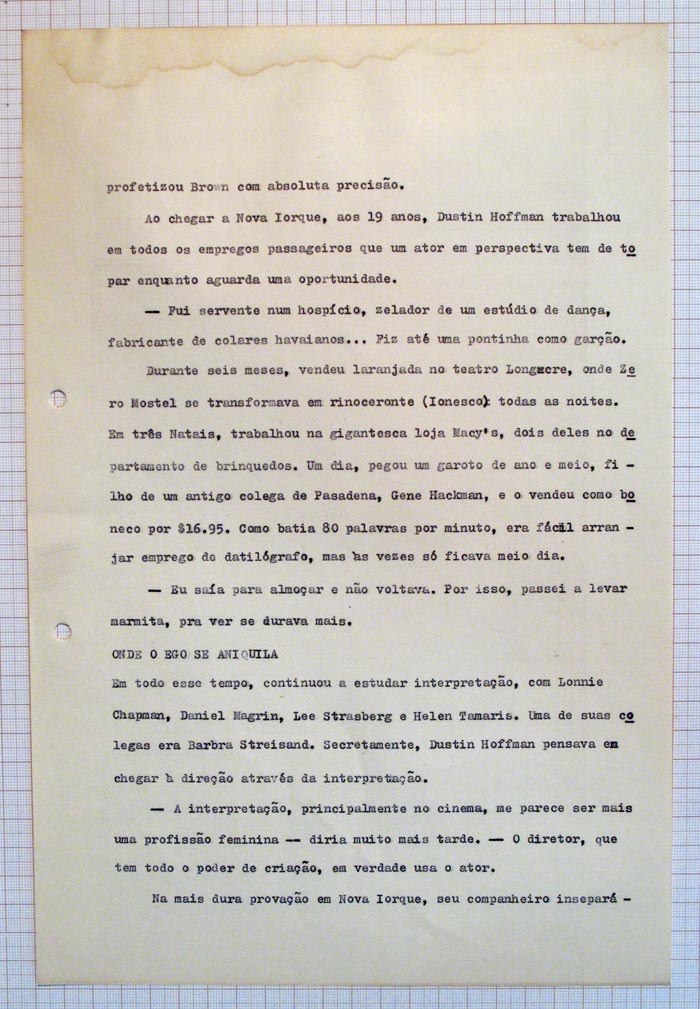 profetizou Brown com absoluta precisão.
Ao chegar a Nova Iorque, aos 19 anos, Dustin Hoffman trabalhou
em todos os empregos passageiros que um ator em perspectiva tem de to
par enquanto aguarda uma oportunidade.
— Fui servente num hospício, zelador de um estúdio de dança,
fabricante de colares havaianos... Fiz até uma pontinha como garção.
Durante seis meses, vendeu laranjada no teatro Longacre, onde Ze
ro Mostel se transformava em rinoceronte (Ionesco) todas as noites.
Em três Natais, trabalhou na gigantesca loja Macy's, dois deles no de
partamento de brinquedos. Um dia, pegou um garoto de ano e meio, fi -
lho de um antigo colega de Pasadena, Gene Hackman, e o vendeu como bo
neco por $16.95. Como batia 80 palavras por minuto, era fácil arran -
jar emprego de datilógrafo, mas às vezes só ficava meio dia.
— Eu saía para almoçar e não voltava. Por isso, passei a levar
marmita, pra ver se durava mais.
ONDE O EGO SE ANIQUILA
Em todo esse tempo, continuou a estudar interpretação, com Lonnie
Chapman, Daniel Magrin, Lee Strasberg e Helen Tamaris. Uma de suas co
legas era Barbra Streisand. Secretamente, Dustin Hoffman pensava em
chegar à direção através da interpretação.
— A interpretação, principalmente no cinema, me parece ser mais
uma profissão feminina — diria muito mais tarde. — O diretor, que
tem todo o poder de criação, em verdade usa o ator.
Na mais dura provação em Nova Iorque, seu companheiro insepará -